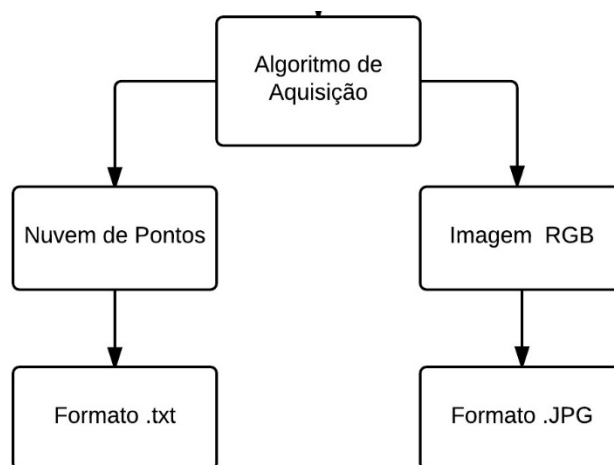 Algoritmo de
Aquisição
Nuvem de Pontos
Imagem RGB
Formato .txt
Formato .JPG